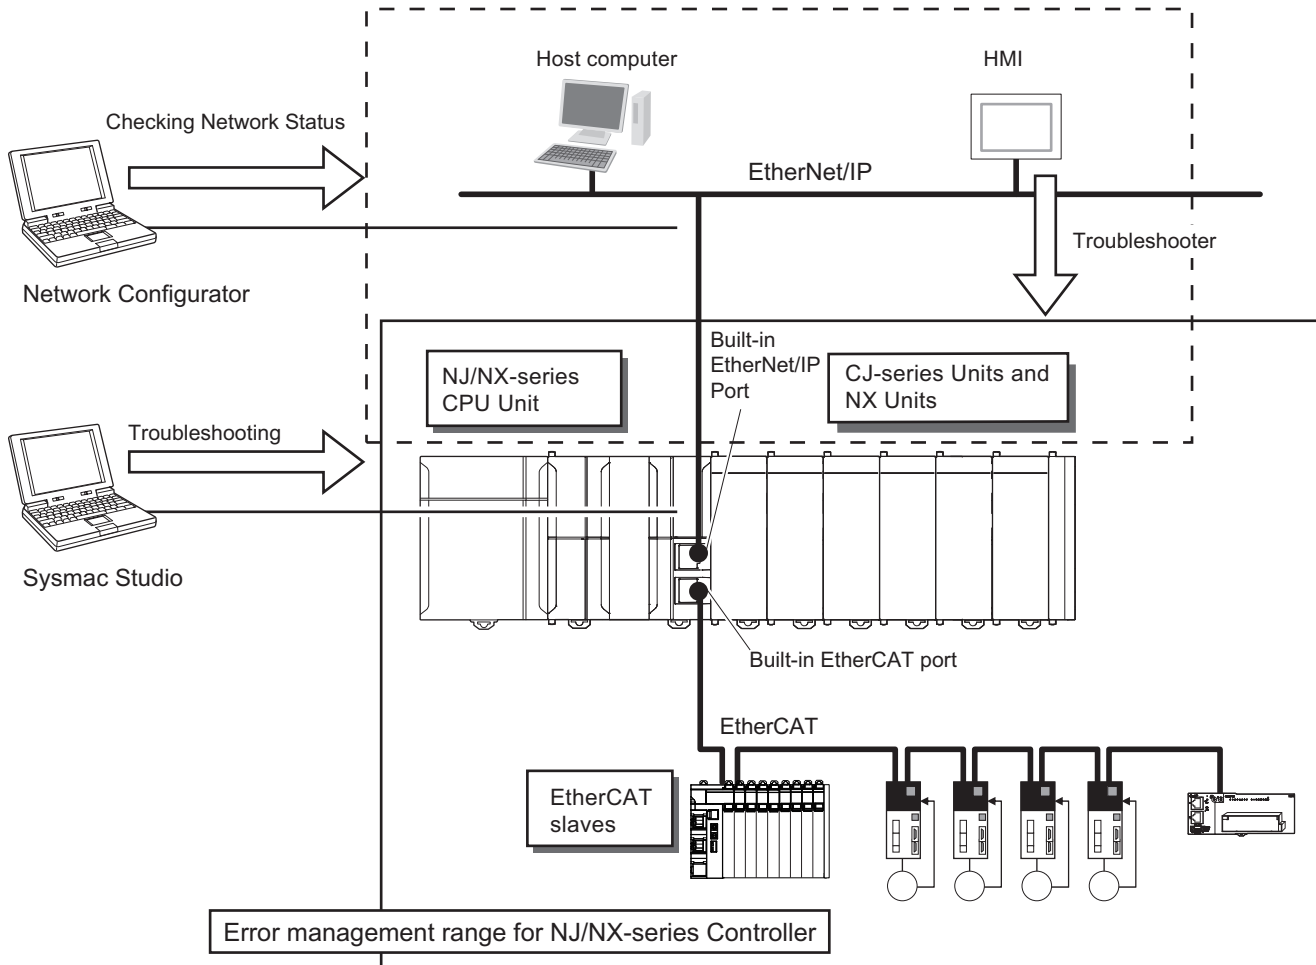 Host computer
HMI
Checking Network Status
EtherNet/IP
Troubleshooter
Network Configurator
Built-in
EtherNet/IP
Port
NJ/NX-series
CPU Unit
CJ-series Units and
NX Units
Troubleshooting
Sysmac Studio
Built-in EtherCAT port
EtherCAT
EtherCAT
slaves
Error management range for NJ/NX-series Controller